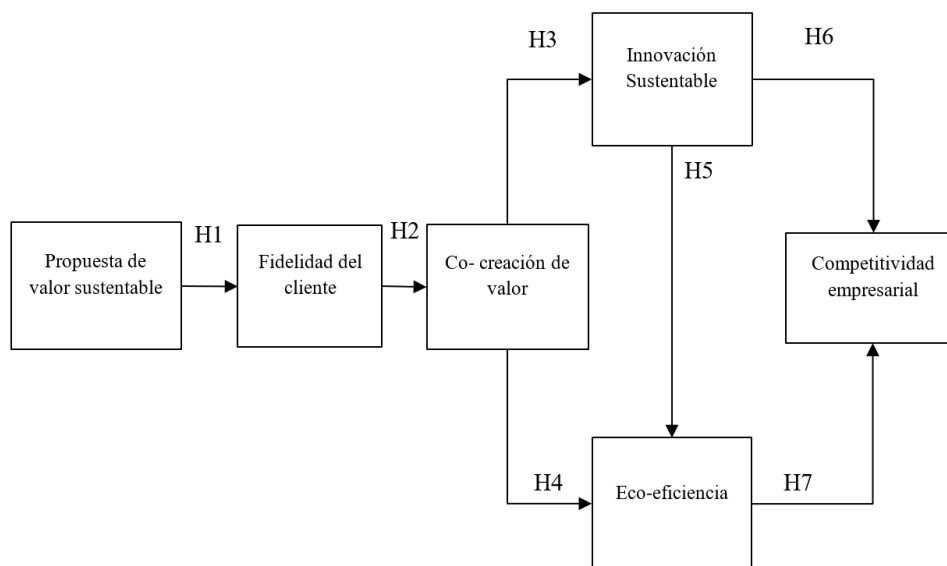 H3
Innovación
Sustentable
H6
H5
H1
H2
Propuesta de
valor sustentable
Fidelidad del
cliente
Co- creación de
valor
Competitividad
empresarial
H4
Eco-eficiencia
H7